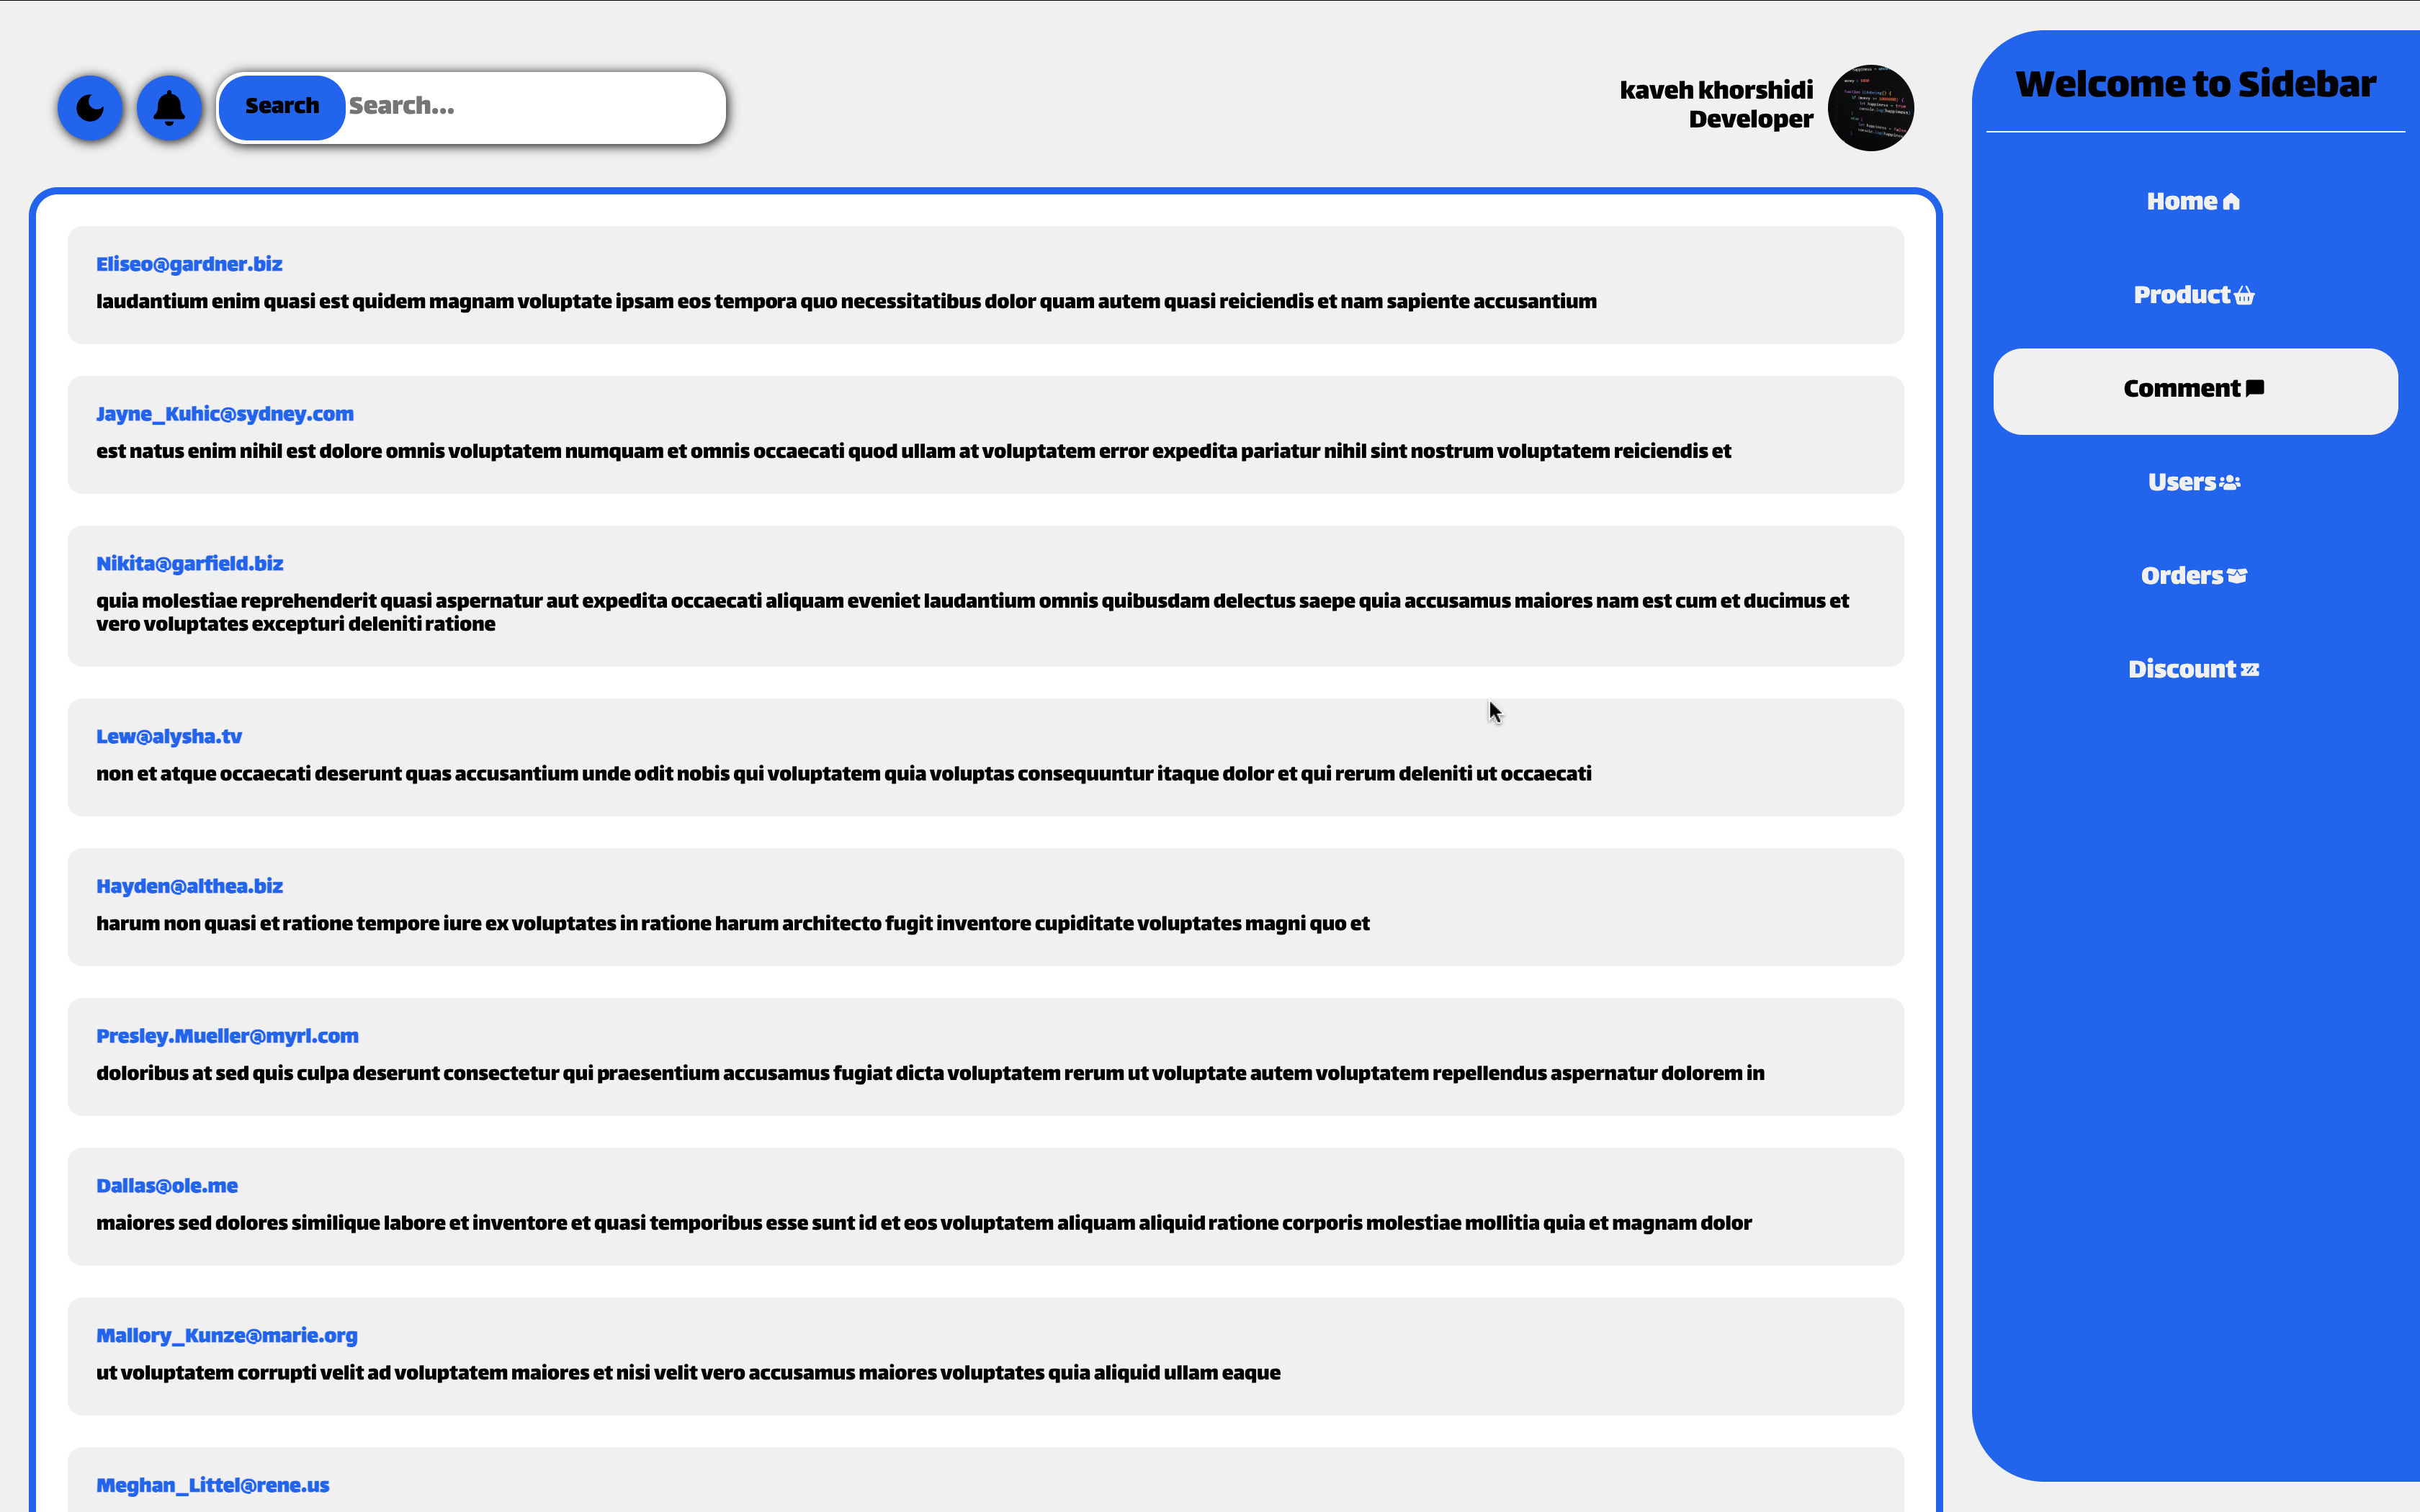 Search
Search...
kaveh khorshidi
Developer
Welcome to Sidebar
Home
Product
Comment
Users
Orders
Discount
Eliseo@gardner.biz
laudantium enim quasi est quidem magnam voluptate ipsam eos tempora quo necessitatibus dolor quam autem quasi reiciendis et nam sapiente accusantium
Jayne_Kuhic@sydney.com
est natus enim nihil est dolore omnis voluptatem numquam et omnis occaecati quod ullam at voluptatem error expedita pariatur nihil sint nostrum voluptatem reiciendis et
Nikita@garfield.biz
quia molestiae reprehenderit quasi aspernatur aut expedita occaecati aliquam eveniet laudantium omnis quibusdam delectus saepe quia accusamus maiores nam est cum et ducimus et
vero voluptates excepturi deleniti ratione
Lew@alysha.tv
non et atque occaecati deserunt quas accusantium unde odit nobis qui voluptatem quia voluptas consequuntur itaque dolor et qui rerum deleniti ut occaecati
Hayden@althea.biz
harum non quasi et ratione tempore iure ex voluptates in ratione harum architecto fugit inventore cupiditate voluptates magni quo et
Presley.Mueller@myrl.com
doloribus at sed quis culpa deserunt consectetur qui praesentium accusamus fugiat dicta voluptatem rerum ut voluptate autem voluptatem repellendus aspernatur dolorem in
Dallas@ole.me
maiores sed dolores similique labore et inventore et quasi temporibus esse sunt id et eos voluptatem aliquam aliquid ratione corporis molestiae mollitia quia et magnam dolor
Mallory_Kunze@marie.org
ut voluptatem corrupti velit ad voluptatem maiores et nisi velit vero accusamus maiores voluptates quia aliquid ullam eaque
Meghan_Littel@rene.us